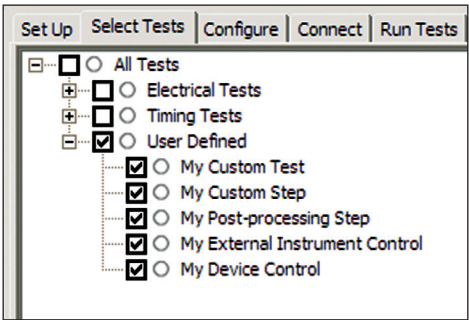 Set Up Select Tests Configure Connect Run Tests
All Tests
Electrical Tests
Timing Tests
User Defined
My Custom Test
My Custom Step
My Post-processing Step
My External Instrument Control
My Device Control